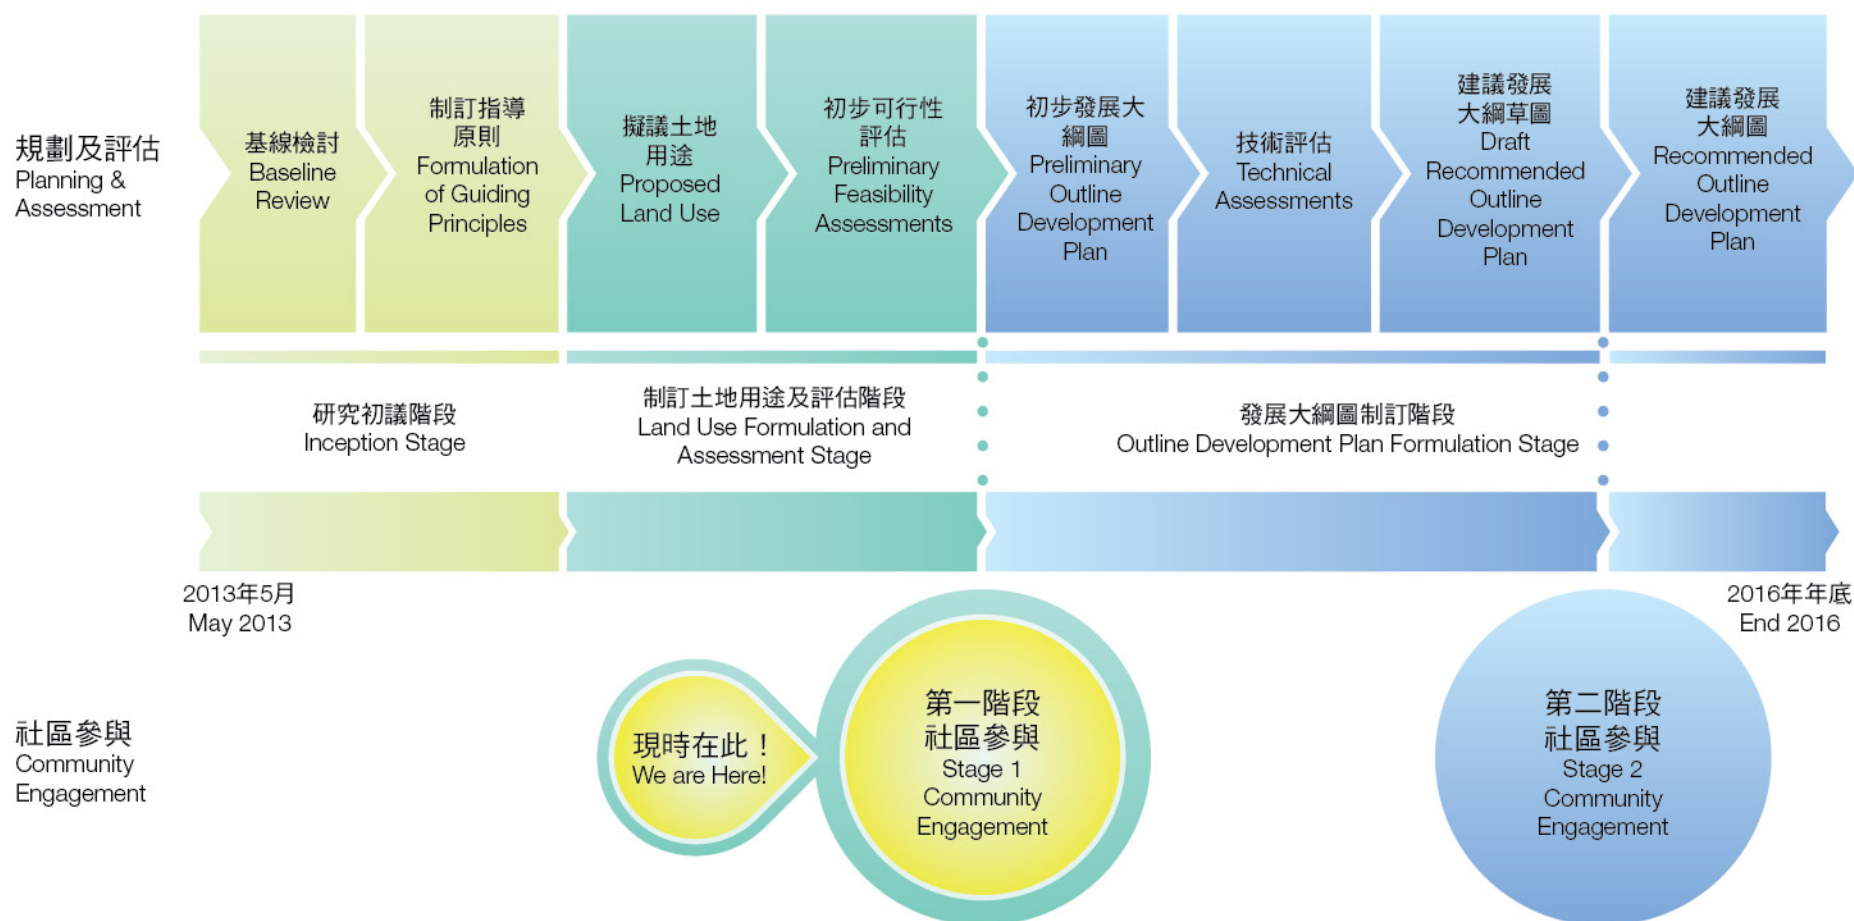 規劃及評估
Planning &
Assessment
基線檢討
Baseline
Review
制訂指導
原則
Formulation
of Guiding
Principles
擬議土地
用途
Proposed
Land Use
初步可行性
評估
Preliminary
Feasibility
Assessments
初步發展大
綱圖
Preliminary
Outline
Development
Plan
技術評估
Technical
Assessments
建議發展
大綱草圖
Draft
Recommended
Outline
Development
Plan
建議發展
大綱圖
Recommended
Outline
Development
Plan
研究初議階段
Inception Stage
制訂土地用途及評估階段
Land Use Formulation and
Assessment Stage
發展大綱圖制訂階段
Outline Development Plan Formulation Stage
2013年5月
May 2013
2016年年底
End 2016
社區參與
Community
Engagement
現時在此！
We are Here!
第一階段
社區參與
Stage 1
Community
Engagement
第二階段
社區參與
Stage 2
Community
Engagement